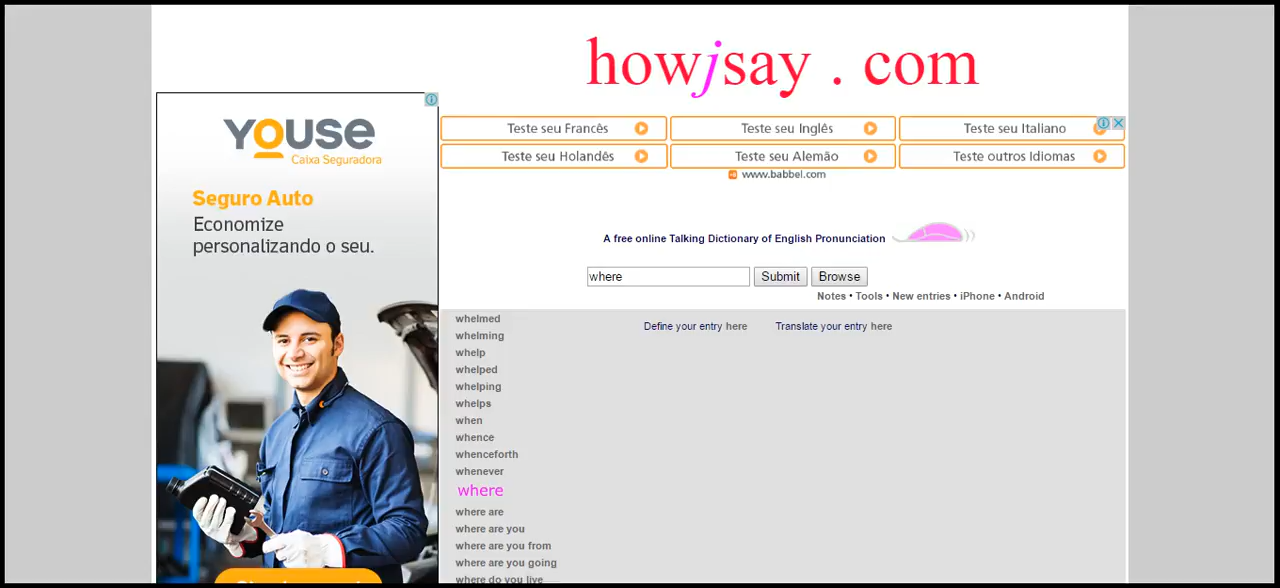 howjsay . com
YOUSE
Caixa Seguradora
Seguro Auto
Economize
personalizando o seu.
Teste seu Francês
Teste seu Inglês
Teste seu Italiano
Teste seu Holandês
Teste seu Alemão
Teste outros Idiomas
www.babbel.com
A free online Talking Dictionary of English Pronunciation
where
Submit
Browse
Notes • Tools • New entries • iPhone • Android
Define your entry here
Translate your entry here
whelmed
whelming
whelp
whelped
whelping
whelps
when
whence
whenceforth
whenever
where
where are
where are you
where are you from
where are you going
where do you live